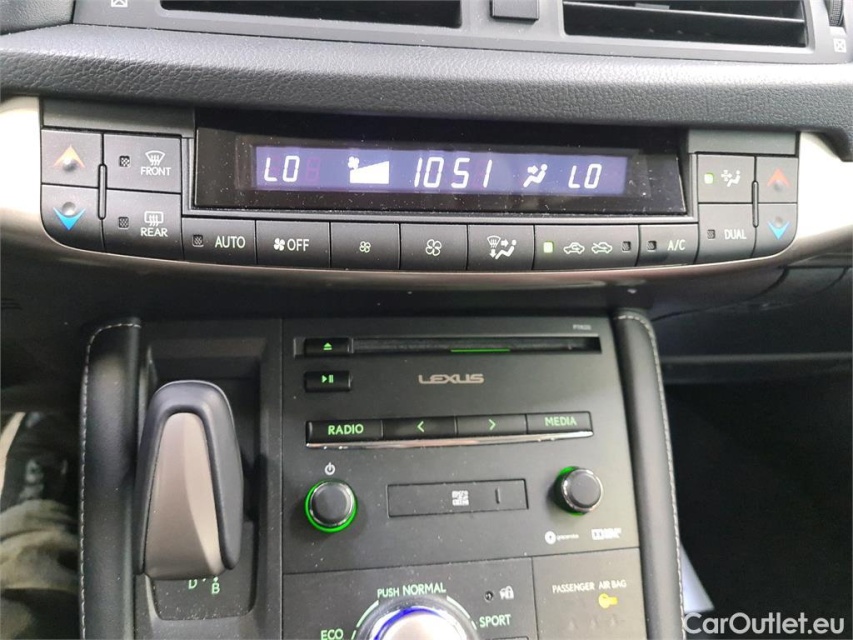 LO 1051 LO
FRONT
REAR
AUTO OFF A/C DUAL
LEXUS
RADIO < > MEDIA
D
B
PUSH NORMAL
ECO SPORT
PASSENGER AIR BAG
CarOutlet.eu